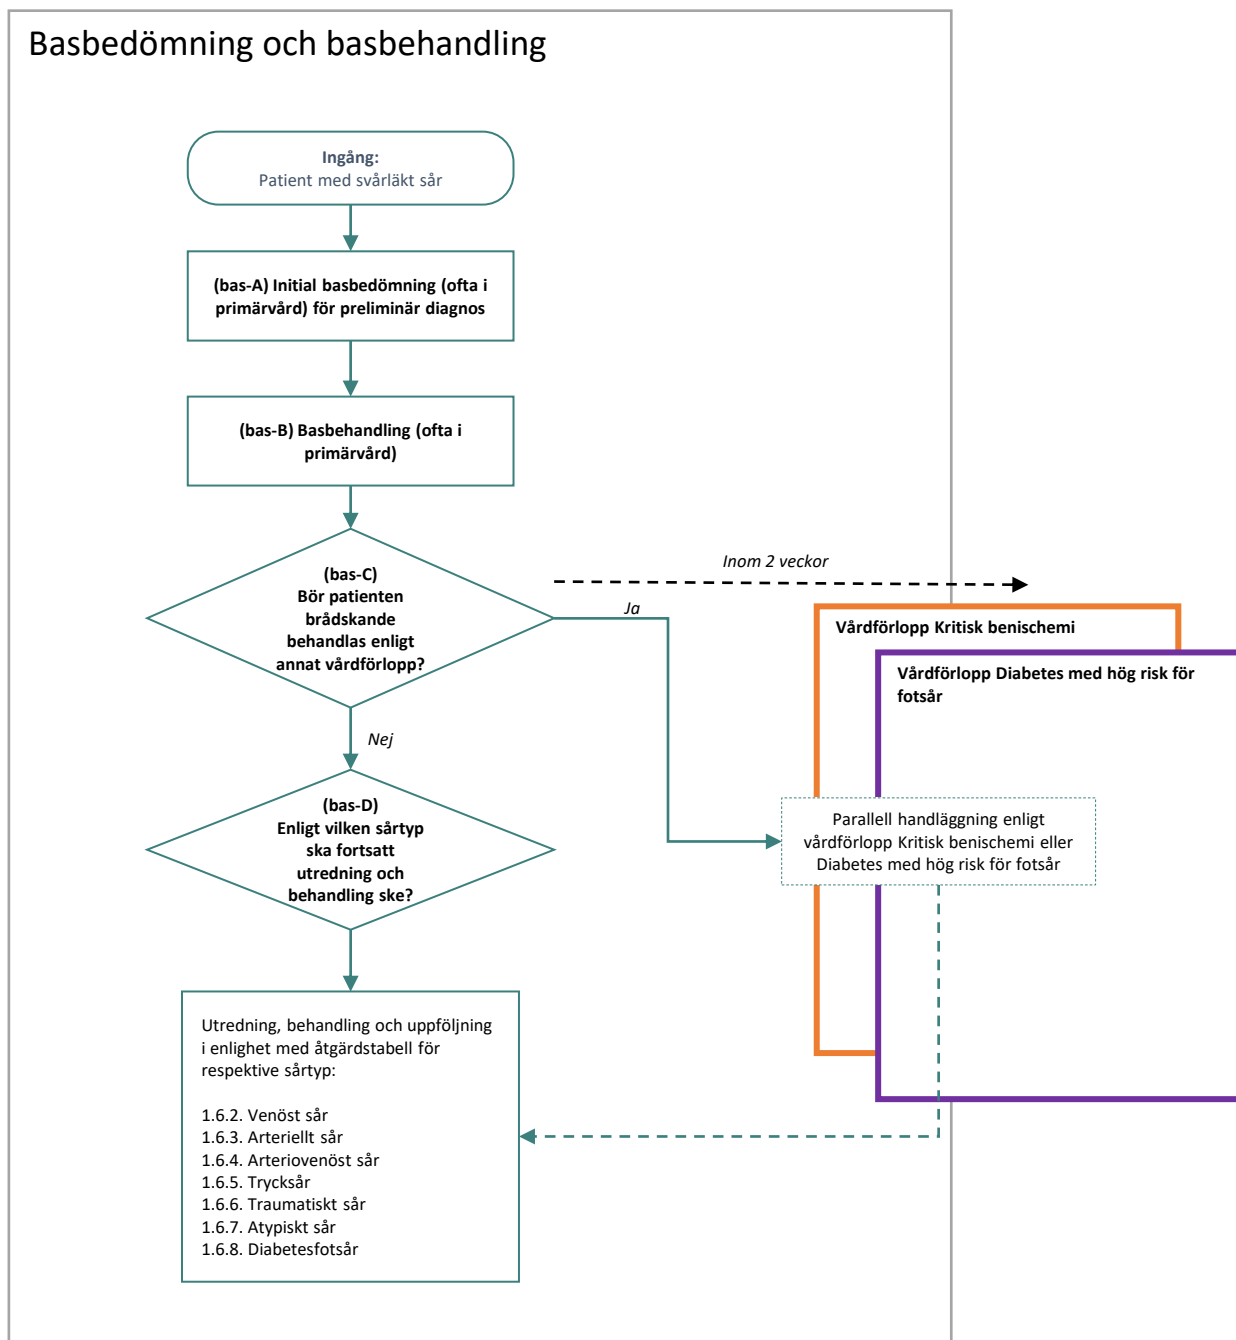 Basbedömning och basbehandling
Ingång:
Patient med svårläkt sår
(bas-A) Initial basbedömning (ofta i
primärvård) för preliminär diagnos
(bas-B) Basbehandling (ofta i
primärvård)
(bas-C)
Bör patienten
brådskande
behandlas enligt
annat vårdförlopp?
Inom 2 veckor
Ja
Vårdförlopp Kritisk benischemi
Vårdförlopp Diabetes med hög risk för
fotsår
Nej
(bas-D)
Enligt vilken sårtyp
ska fortsatt
utredning och
behandling ske?
Parallell handläggning enligt
vårdförlopp Kritisk benischemi eller
Diabetes med hög risk för fotsår
Utredning, behandling och uppföljning
i enlighet med åtgärdstabell för
respektive sårtyp:
1.6.2. Venöst sår
1.6.3. Arteriellt sår
1.6.4. Arteriovenöst sår
1.6.5. Trycksår
1.6.6. Traumatiskt sår
1.6.7. Atypiskt sår
1.6.8. Diabetesfotsår